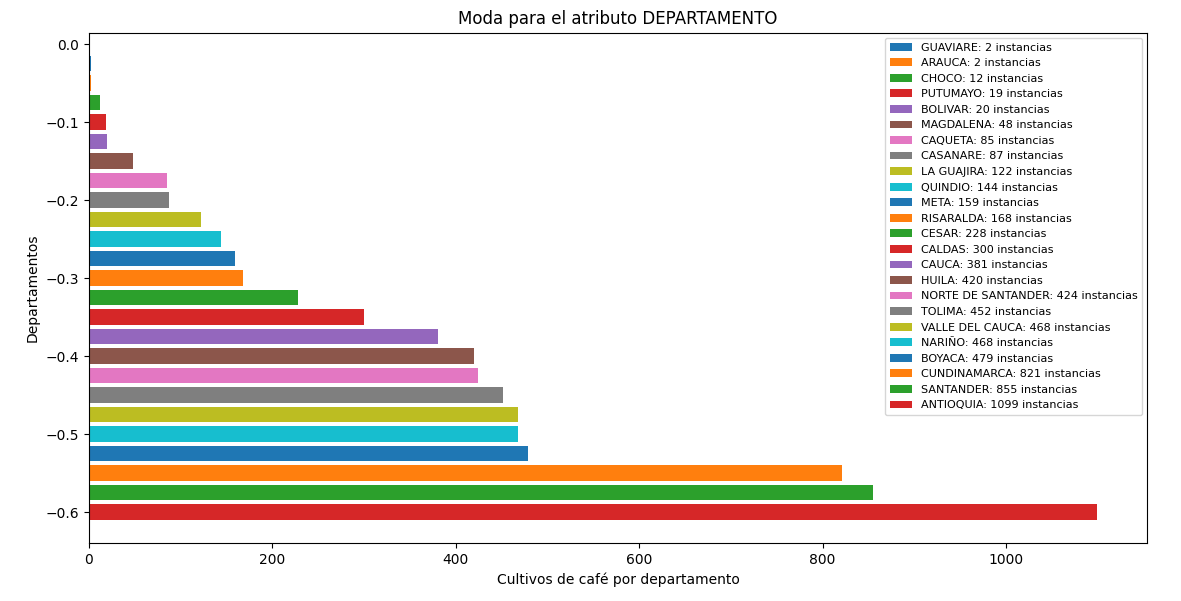 Moda para el atributo DEPARTAMENTO
0.0
−0.1
−0.2
−0.3
−0.4
−0.5
−0.6
Departamentos
GUAVIARE: 2 instancias
ARAUCA: 2 instancias
CHOCO: 12 instancias
PUTUMAYO: 19 instancias
BOLIVAR: 20 instancias
MAGDALENA: 48 instancias
CAQUETA: 85 instancias
CASANARE: 87 instancias
LA GUAJIRA: 122 instancias
QUINDIO: 144 instancias
META: 159 instancias
RISARALDA: 168 instancias
CESAR: 228 instancias
CALDAS: 300 instancias
CAUCA: 381 instancias
HUILA: 420 instancias
NORTE DE SANTANDER: 424 instancias
TOLIMA: 452 instancias
VALLE DEL CAUCA: 468 instancias
NARIÑO: 468 instancias
BOYACA: 479 instancias
CUNDINAMARCA: 821 instancias
SANTANDER: 855 instancias
ANTIOQUIA: 1099 instancias
0 200 400 600 800 1000
Cultivos de café por departamento